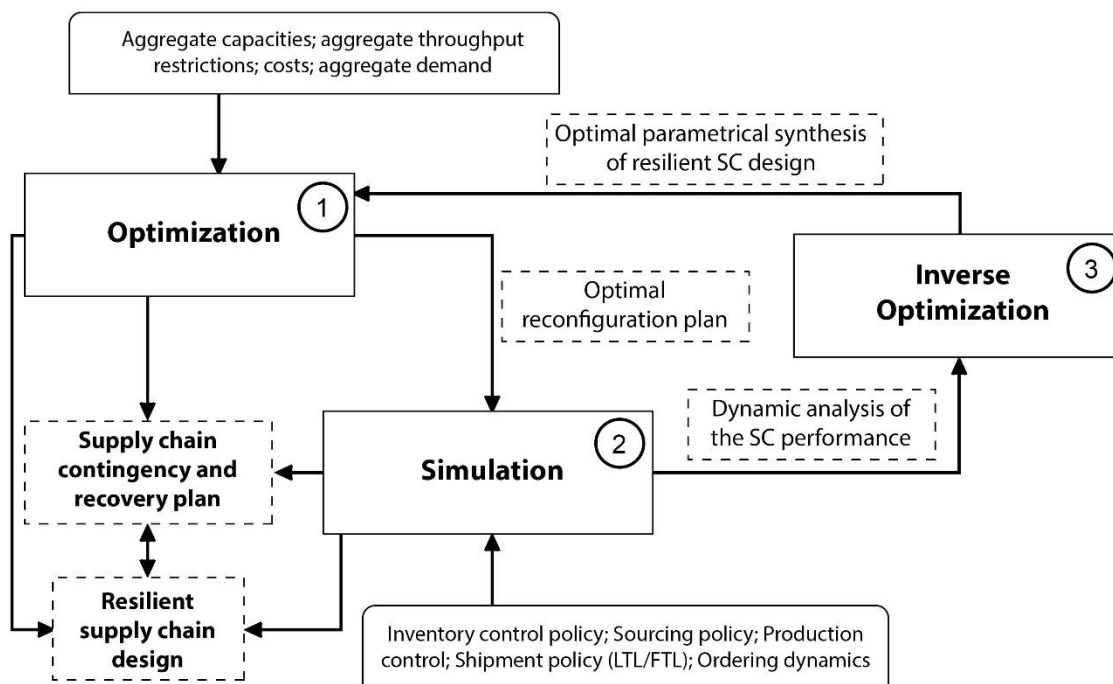 Aggregate capacities; aggregate throughput
restrictions; costs; aggregate demand
Optimal parametrical synthesis
of resilient SC design
1
Optimization
3
Inverse
Optimization
Optimal
reconfiguration plan
Dynamic analysis of
the SC performance
Supply chain
contingency and
recovery plan
2
Simulation
Resilient
supply chain
design
Inventory control policy; Sourcing policy; Production
control; Shipment policy (LTL/FTL); Ordering dynamics